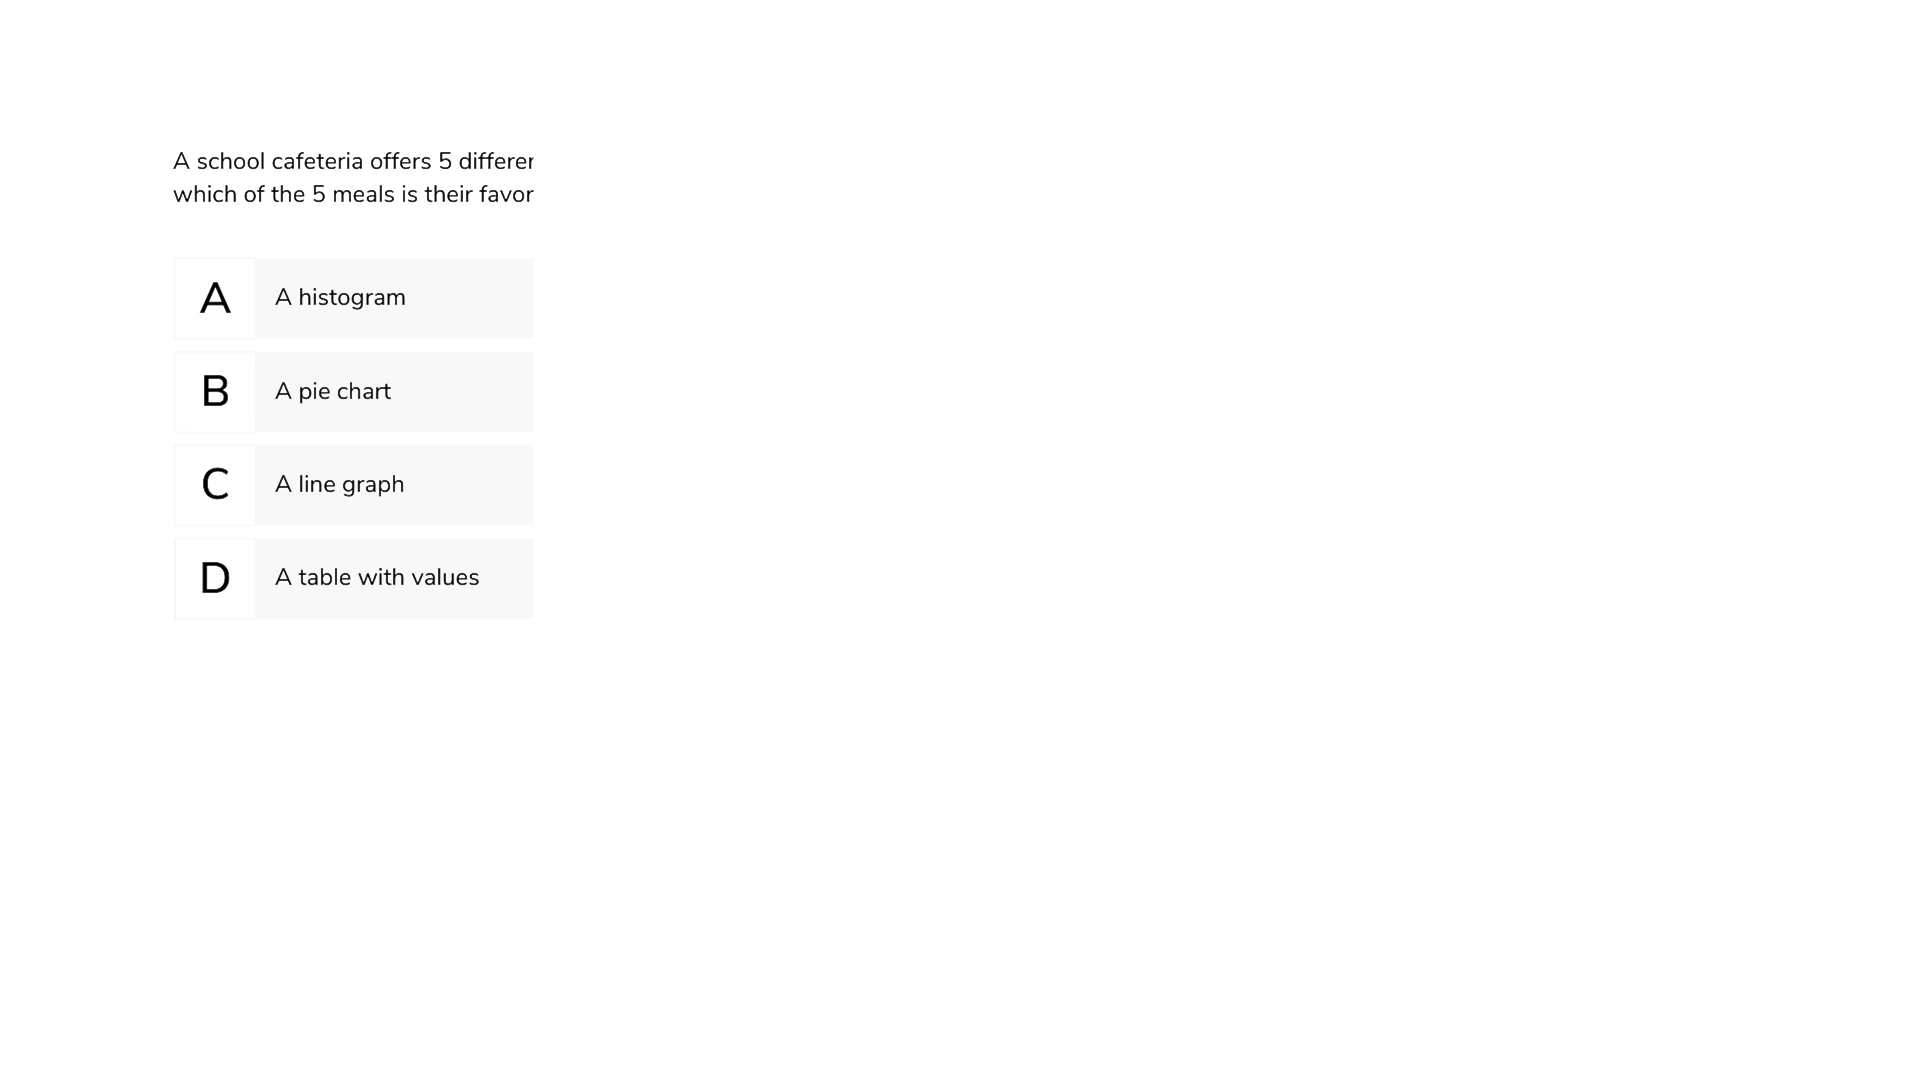 A school cafeteria offers 5 differen
which of the 5 meals is their favor
A
A histogram
B
A pie chart
C
A line graph
D
A table with values